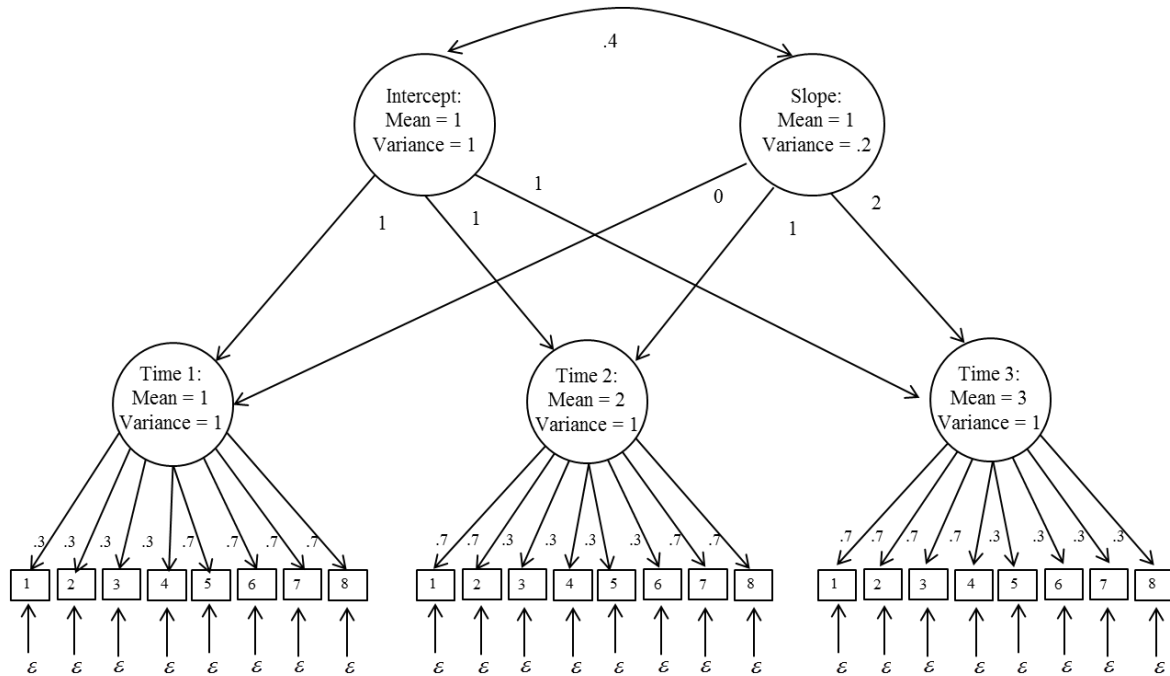 .4
Intercept:
Mean = 1
Variance = 1
Slope:
Mean = 1
Variance = .2
1
1
1
0
1
2
Time 1:
Mean = 1
Variance = 1
Time 2:
Mean = 2
Variance = 1
Time 3:
Mean = 3
Variance = 1
.3 .3 .3 .3 .7 .7 .7 .7
.7 .7 .3 .3 .3 .3 .7 .7
.7 .7 .7 .7 .3 .3 .3 .3
1 2 3 4 5 6 7 8
1 2 3 4 5 6 7 8
1 2 3 4 5 6 7 8
ε ε ε ε ε ε ε ε
ε ε ε ε ε ε ε ε
ε ε ε ε ε ε ε ε